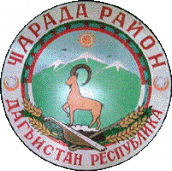 ЧАРАДА РАЙОН
ДАГЪИСТАН РЕСПУБЛИКА